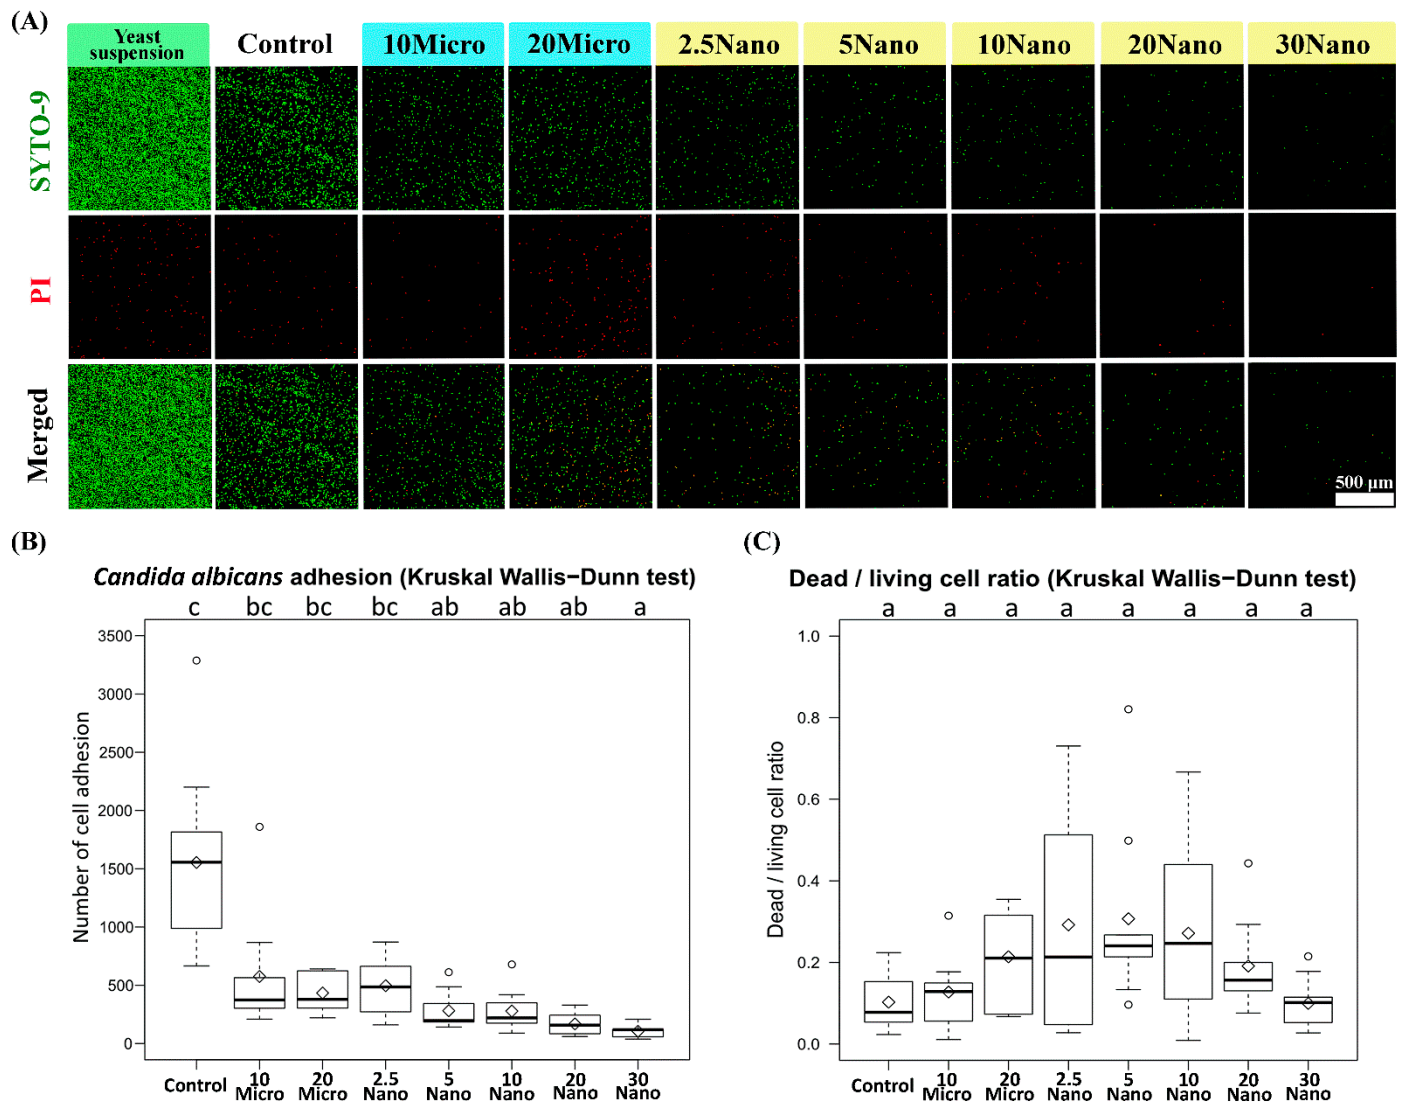 (A)
Yeast
suspension
Control
10Micro
20Micro
2.5Nano
5Nano
10Nano
20Nano
30Nano
SYTO-9
PI
Merged
500 μm
(B)
Candida albicans adhesion (Kruskal Wallis−Dunn test)
c bc bc bc ab ab ab a
Number of cell adhesion
3500
3000
2500
2000
1500
1000
500
0
Control
10
Micro
20
Micro
2.5
Nano
5
Nano
10
Nano
20
Nano
30
Nano
(C)
Dead / living cell ratio (Kruskal Wallis−Dunn test)
a a a a a a a a
Dead / living cell ratio
1.0
0.8
0.6
0.4
0.2
0.0
Control
10
Micro
20
Micro
2.5
Nano
5
Nano
10
Nano
20
Nano
30
Nano